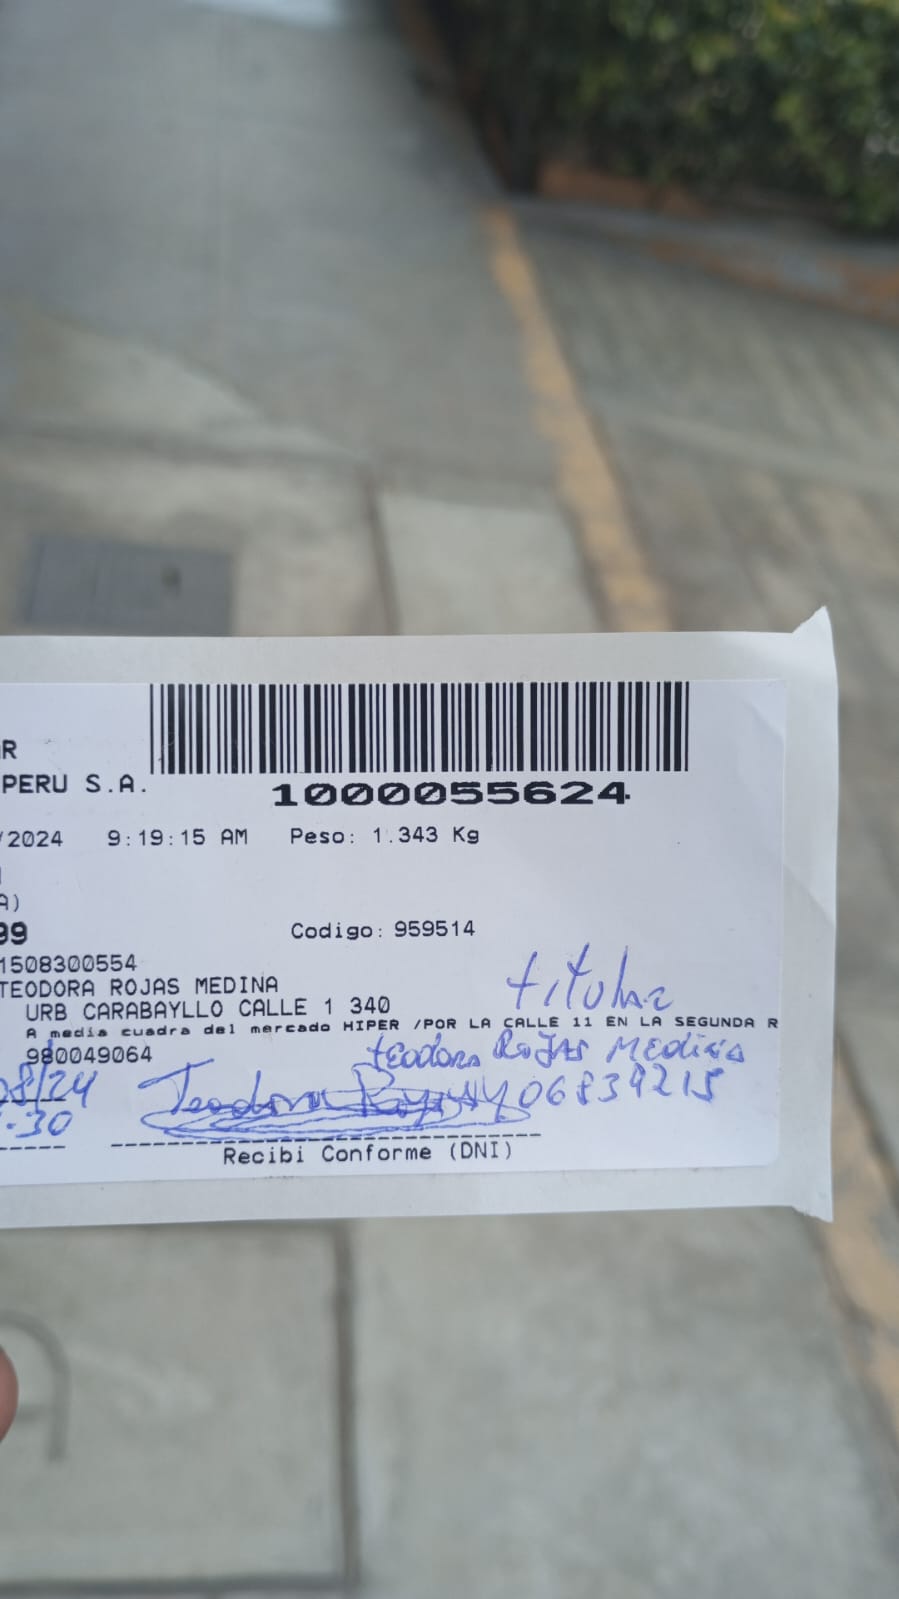 R
1000055624
PERU S.A.
/2024 9:19:15 AM Peso: 1.343 Kg
A)
99 Codigo: 959514
1508300554
TEODORA ROJAS MEDINA
titular
URB CARABAYLLO CALLE 1 340
A media cuadra del mercado HIPER /POR LA CALLE 11 EN LA SEGUNDA R
980049064 teodora Rojas Medina
08/24 Teodora 06839215
:30
Recibi Conforme (DNI)